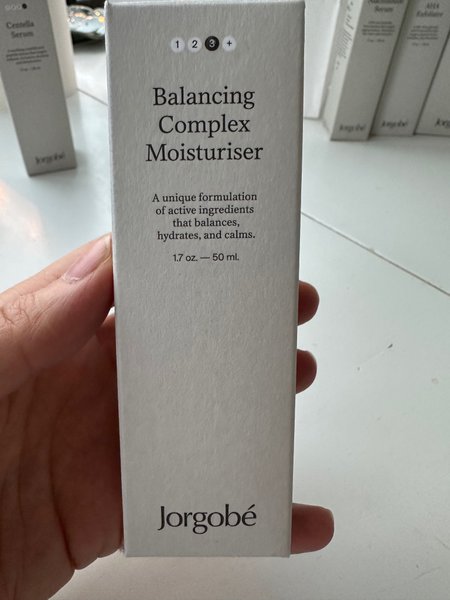 1 2 3 +
Balancing
Complex
Moisturiser
A unique formulation
of active ingredients
that balances,
hydrates, and calms.
1.7 oz. — 50 ml.
Jorgobé
Centella
Serum
Jorgobé
Serum
Jorgobé
AHA
Exfoliator